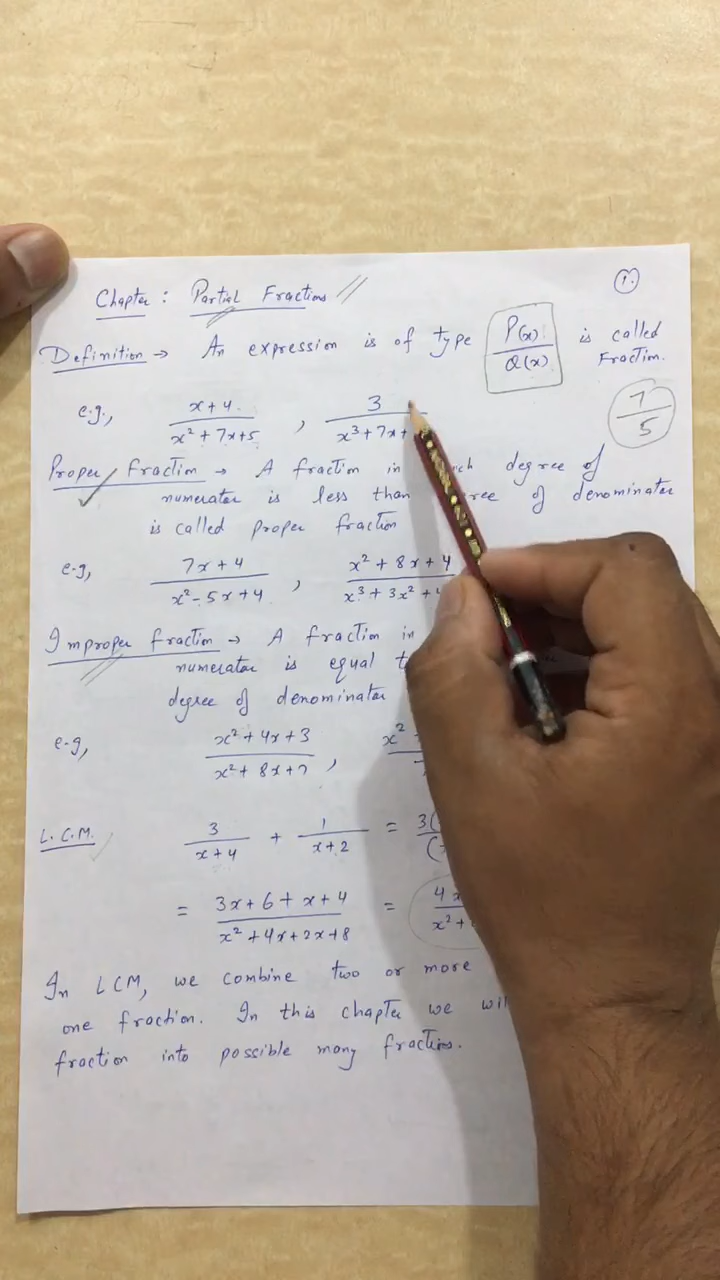 ①.
Chapter : Partial Fractions
Definition → An expression is of type P(x)/Q(x) is called Fraction.
e.g., (x+4)/(x²+7x+5) , 3/(x³+7x+
7/5
Proper Fraction → A fraction in degree of
numerator is less than of denominator
is called proper fraction
e.g, (7x+4)/(x²-5x+4) , (x²+8x+4)/(x³+3x²+
Improper fraction → A fraction in
numerator is equal
degree of denominator
e.g, (x²+4x+3)/(x²+8x+7) , x²
L.C.M. 3/(x+4) + 1/(x+2) = 3(
= (3x+6+x+4)/(x²+4x+2x+8) = 4x/x²+
In LCM, we combine two or more
one fraction. In this chapter we
fraction into possible many fractions.